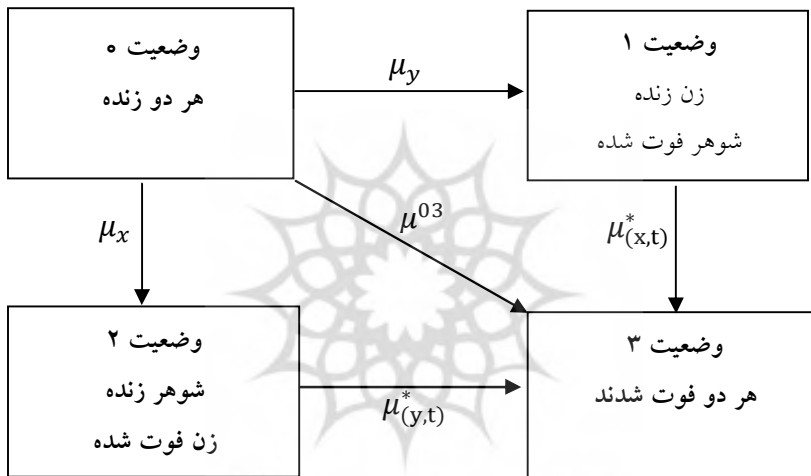 وضعیت ۰
هر دو زنده
μ_y
وضعیت ۱
زن زنده
شوهر فوت شده
μ_x
μ^{03}
μ^*_{(x,t)}
وضعیت ۲
شوهر زنده
زن فوت شده
μ^*_{(y,t)}
وضعیت ۳
هر دو فوت شدند